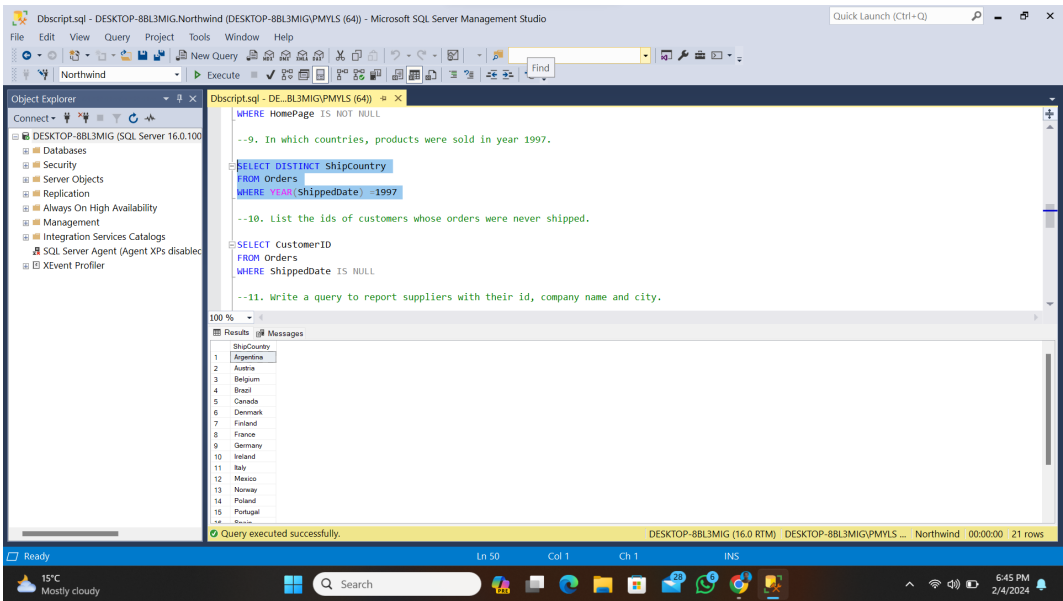 Dbscript.sql - DESKTOP-8BL3MIG.Northwind (DESKTOP-8BL3MIG\PMYLS (64)) - Microsoft SQL Server Management Studio
Quick Launch (Ctrl+Q)
File Edit View Query Project Tools Window Help
New Query
Find
Northwind
Execute
Object Explorer
Dbscript.sql - DE...BL3MIG\PMYLS (64))
Connect
DESKTOP-8BL3MIG (SQL Server 16.0.100
Databases
Security
Server Objects
Replication
Always On High Availability
Management
Integration Services Catalogs
SQL Server Agent (Agent XPs disabled
XEvent Profiler
WHERE HomePage IS NOT NULL
--9. In which countries, products were sold in year 1997.
SELECT DISTINCT ShipCountry
FROM Orders
WHERE YEAR(ShippedDate) =1997
--10. List the ids of customers whose orders were never shipped.
SELECT CustomerID
FROM Orders
WHERE ShippedDate IS NULL
--11. Write a query to report suppliers with their id, company name and city.
100 %
Results Messages
ShipCountry
1 Argentina
2 Austria
3 Belgium
4 Brazil
5 Canada
6 Denmark
7 Finland
8 France
9 Germany
10 Ireland
11 Italy
12 Mexico
13 Norway
14 Poland
15 Portugal
16 Spain
Query executed successfully.
DESKTOP-8BL3MIG (16.0 RTM) DESKTOP-8BL3MIG\PMYLS ... Northwind 00:00:00 21 rows
Ready Ln 50 Col 1 Ch 1 INS
15°C
Mostly cloudy
Search
PRE
28
6
6:45 PM
2/4/2024